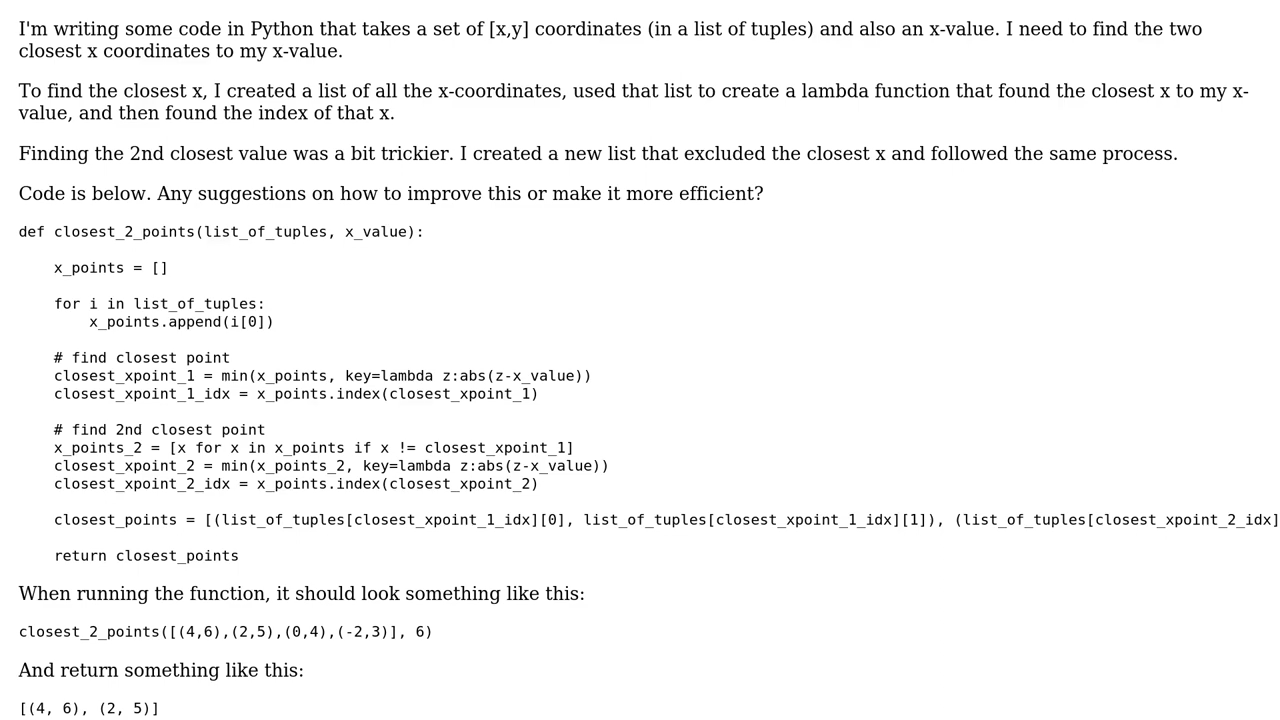 I'm writing some code in Python that takes a set of [x,y] coordinates (in a list of tuples) and also an x-value. I need to find the two
closest x coordinates to my x-value.
To find the closest x, I created a list of all the x-coordinates, used that list to create a lambda function that found the closest x to my x-
value, and then found the index of that x.
Finding the 2nd closest value was a bit trickier. I created a new list that excluded the closest x and followed the same process.
Code is below. Any suggestions on how to improve this or make it more efficient?
def closest_2_points(list_of_tuples, x_value):
    x_points = []
    for i in list_of_tuples:
        x_points.append(i[0])
    # find closest point
    closest_xpoint_1 = min(x_points, key=lambda z:abs(z-x_value))
    closest_xpoint_1_idx = x_points.index(closest_xpoint_1)
    # find 2nd closest point
    x_points_2 = [x for x in x_points if x != closest_xpoint_1]
    closest_xpoint_2 = min(x_points_2, key=lambda z:abs(z-x_value))
    closest_xpoint_2_idx = x_points.index(closest_xpoint_2)
    closest_points = [(list_of_tuples[closest_xpoint_1_idx][0], list_of_tuples[closest_xpoint_1_idx][1]), (list_of_tuples[closest_xpoint_2_idx]
    return closest_points
When running the function, it should look something like this:
closest_2_points([(4,6),(2,5),(0,4),(-2,3)], 6)
And return something like this:
[(4, 6), (2, 5)]